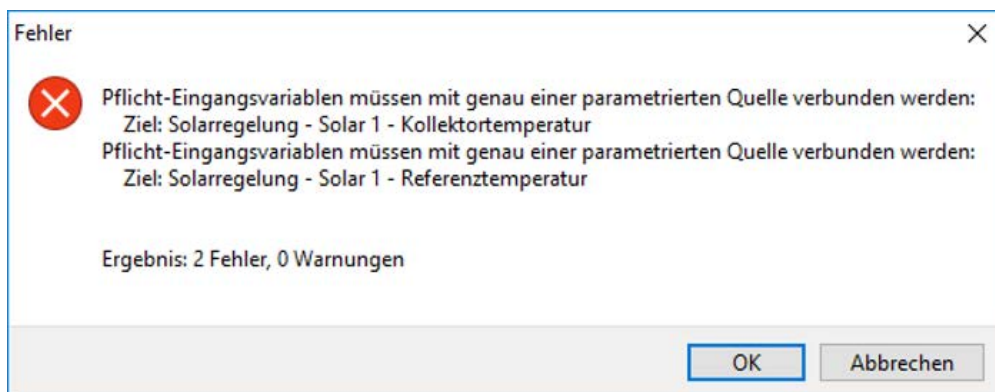 Fehler
Pflicht-Eingangsvariablen müssen mit genau einer parametrierten Quelle verbunden werden:
Ziel: Solarregelung - Solar 1 - Kollektortemperatur
Pflicht-Eingangsvariablen müssen mit genau einer parametrierten Quelle verbunden werden:
Ziel: Solarregelung - Solar 1 - Referenztemperatur
Ergebnis: 2 Fehler, 0 Warnungen
OK
Abbrechen